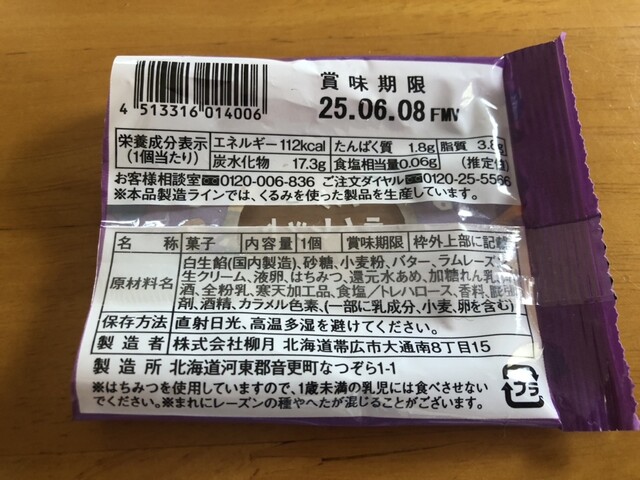 賞味期限
25.06.08 FMV
4 513316 014006
栄養成分表示 (1個当たり)
エネルギー 112kcal たんぱく質 1.8g 脂質 3.8g
炭水化物 17.3g 食塩相当量 0.06g (推定値)
お客様相談室 0120-006-836 ご注文ダイヤル 0120-25-5566
※本品製造ラインでは、くるみを使った製品を生産しています。
名称 菓子 内容量 1個 賞味期限 枠外上部に記載
原材料名
白生餡(国内製造)、砂糖、小麦粉、バター、ラムレーズン、
生クリーム、液卵、はちみつ、還元水あめ、加糖れん乳、
酒、全粉乳、寒天加工品、食塩/トレハロース、香料、膨脹
剤、酒精、カラメル色素、(一部に乳成分、小麦、卵を含む)
保存方法 直射日光、高温多湿を避けてください。
製造者 株式会社柳月 北海道帯広市大通南8丁目15
製造所 北海道河東郡音更町なつぞら1-1
※はちみつを使用していますので、1歳未満の乳児には食べさせない
でください。※まれにレーズンの種やへたが混じることがございます。
プラ